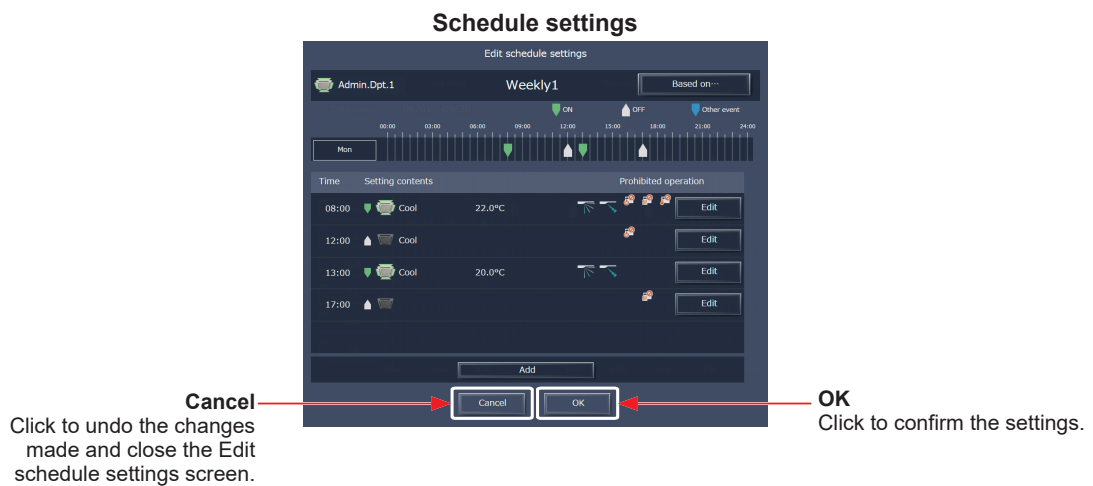 Schedule settings
Edit schedule settings
Admin.Dpt.1 Weekly1 Based on···
ON OFF Other event
00:00 03:00 06:00 09:00 12:00 15:00 18:00 21:00 24:00
Mon
Time Setting contents Prohibited operation
08:00 Cool 22.0°C Edit
12:00 Cool Edit
13:00 Cool 20.0°C Edit
17:00 Edit
Add
Cancel OK
Cancel
Click to undo the changes
made and close the Edit
schedule settings screen.
OK
Click to confirm the settings.